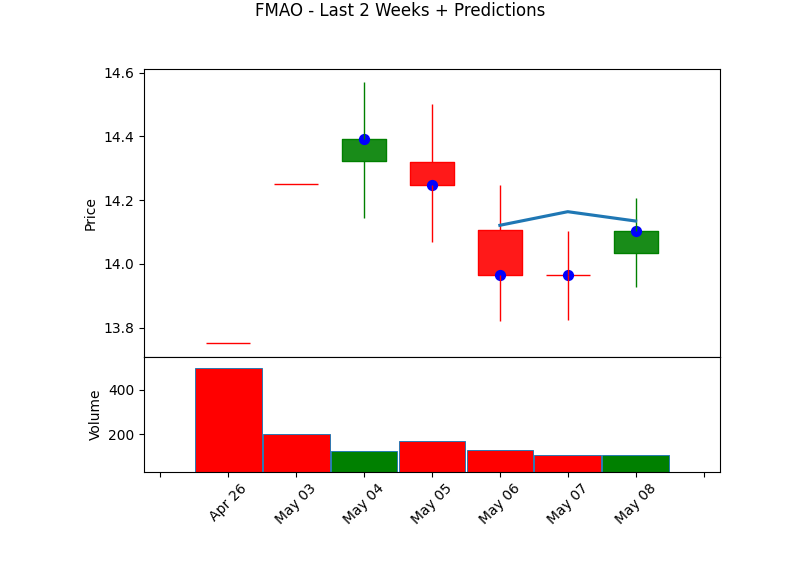 FMAO - Last 2 Weeks + Predictions
14.6
14.4
14.2
14.0
13.8
Price
400
200
Volume
Apr 26
May 03
May 04
May 05
May 06
May 07
May 08